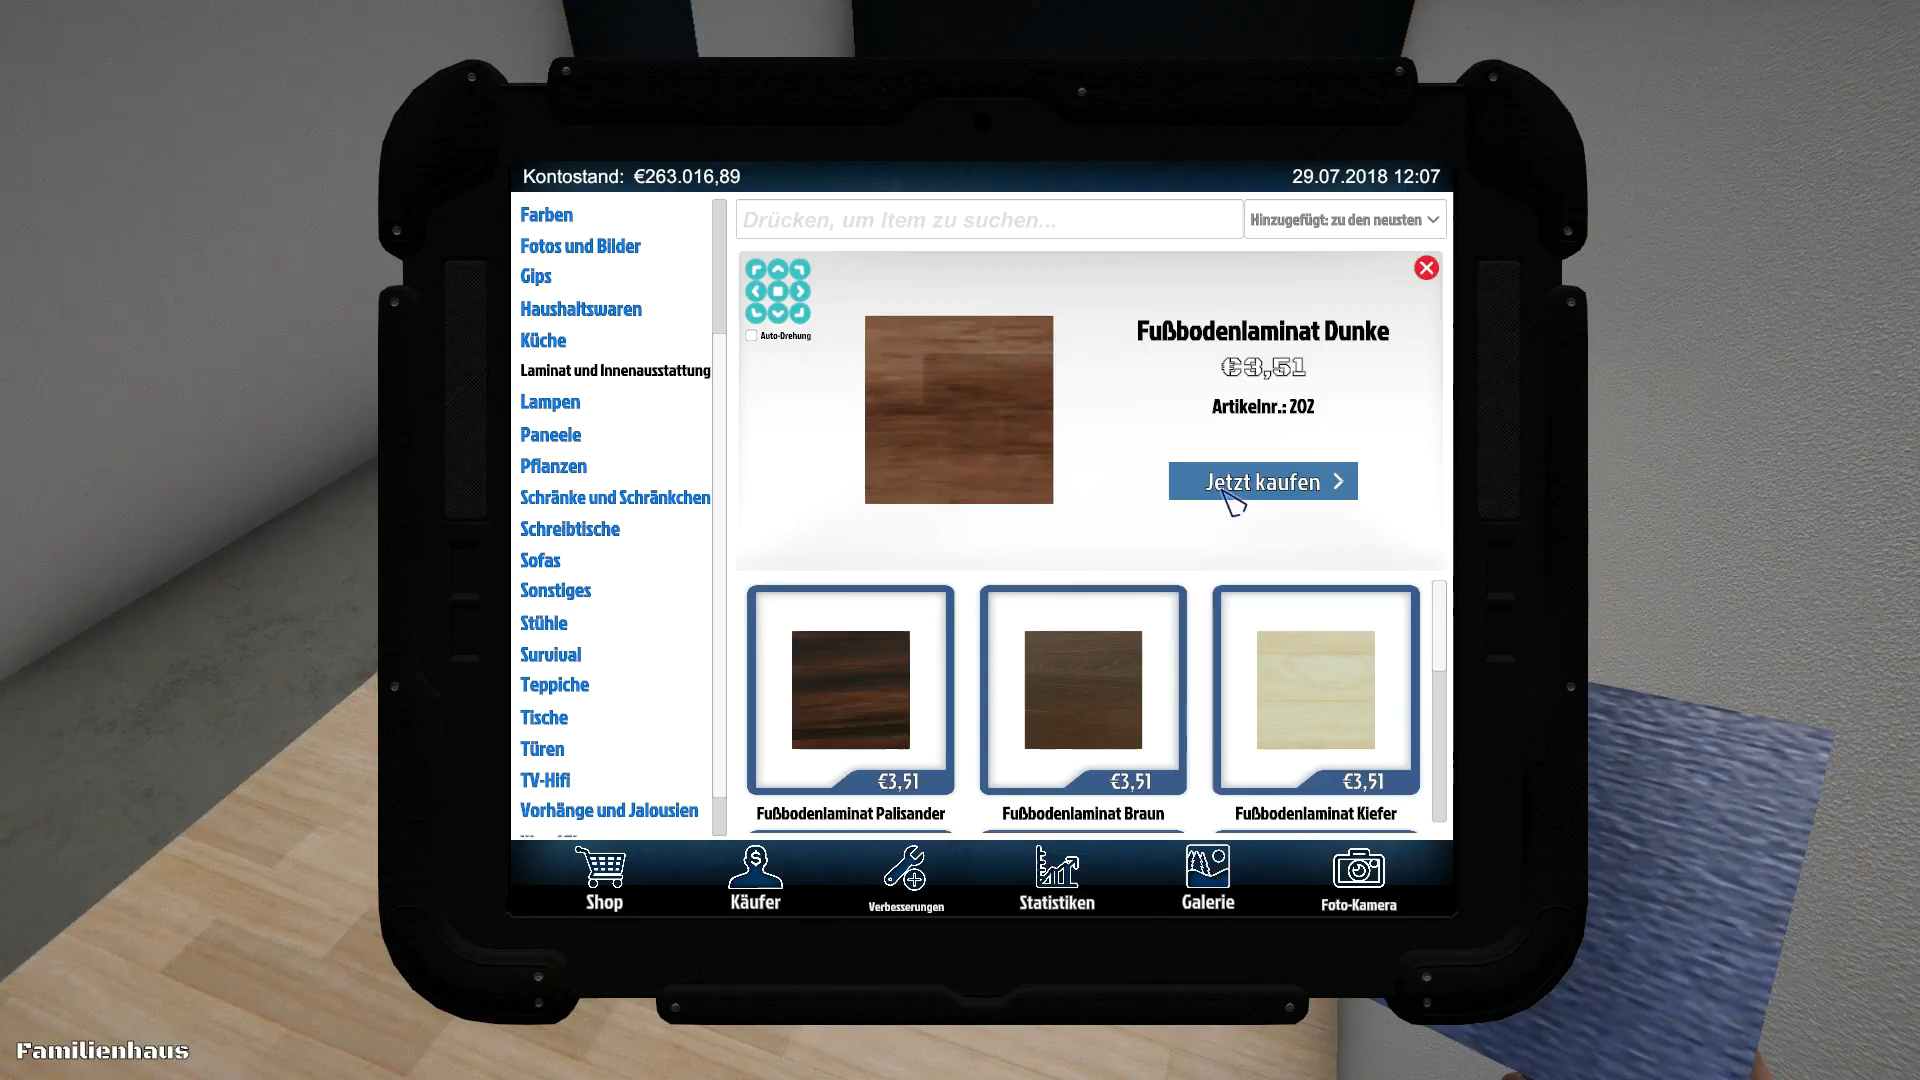 Kontostand: €263.016,89
29.07.2018 12:07
Farben
Fotos und Bilder
Gips
Haushaltswaren
Küche
Laminat und Innenausstattung
Lampen
Paneele
Pflanzen
Schränke und Schränkchen
Schreibtische
Sofas
Sonstiges
Stühle
Survival
Teppiche
Tische
Türen
TV-Hifi
Vorhänge und Jalousien
Drücken, um Item zu suchen...
Hinzugefügt: zu den neusten
Auto-Drehung
Fußbodenlaminat Dunke
€3,51
Artikelnr.: 202
Jetzt kaufen
€3,51
€3,51
€3,51
Fußbodenlaminat Palisander
Fußbodenlaminat Braun
Fußbodenlaminat Kiefer
Shop
Käufer
Verbesserungen
Statistiken
Galerie
Foto-Kamera
Familienhaus